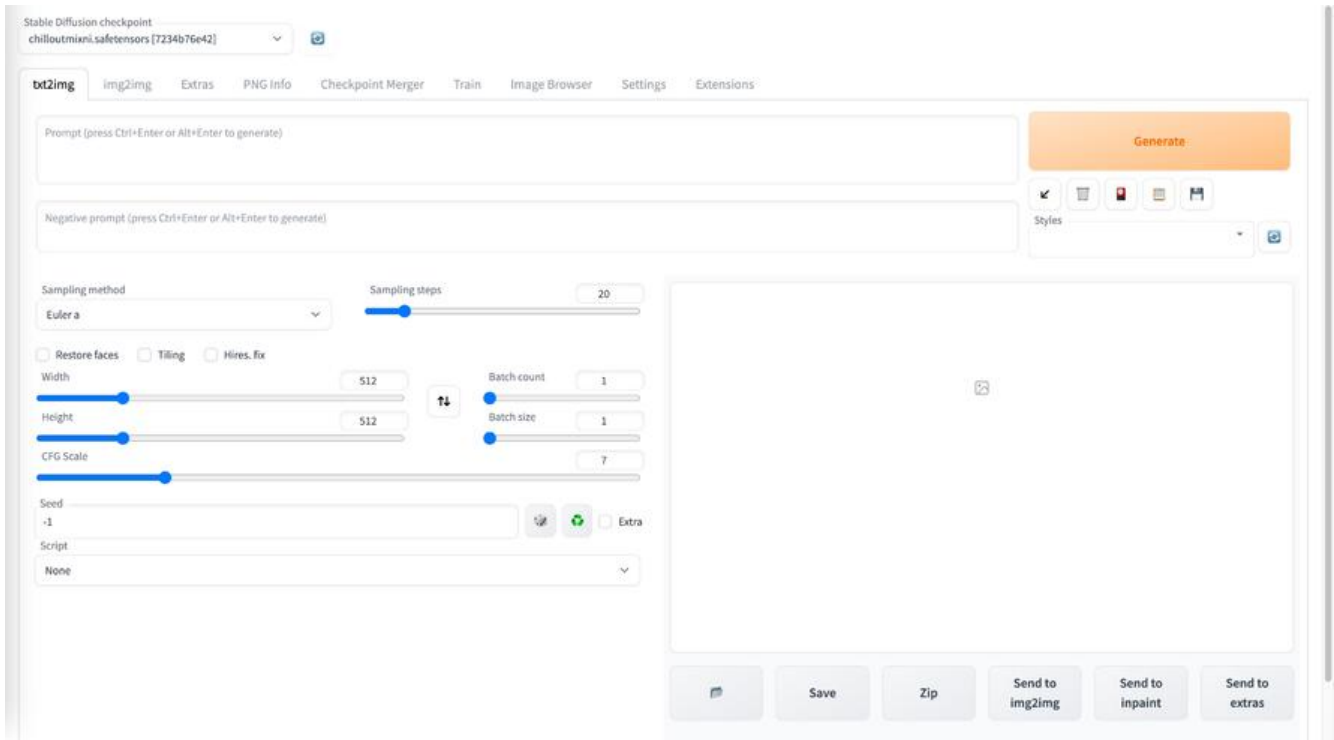 Stable Diffusion checkpoint
chilloutmixni.safetensors [7234b76e42]
txt2img img2img Extras PNG Info Checkpoint Merger Train Image Browser Settings Extensions
Prompt (press Ctrl+Enter or Alt+Enter to generate)
Generate
Negative prompt (press Ctrl+Enter or Alt+Enter to generate)
Styles
Sampling method
Euler a
Sampling steps
20
Restore faces Tiling Hires. fix
Width
512
Batch count
1
Height
512
Batch size
1
CFG Scale
7
Seed
-1
Extra
Script
None
Save
Zip
Send to
img2img
Send to
inpaint
Send to
extras